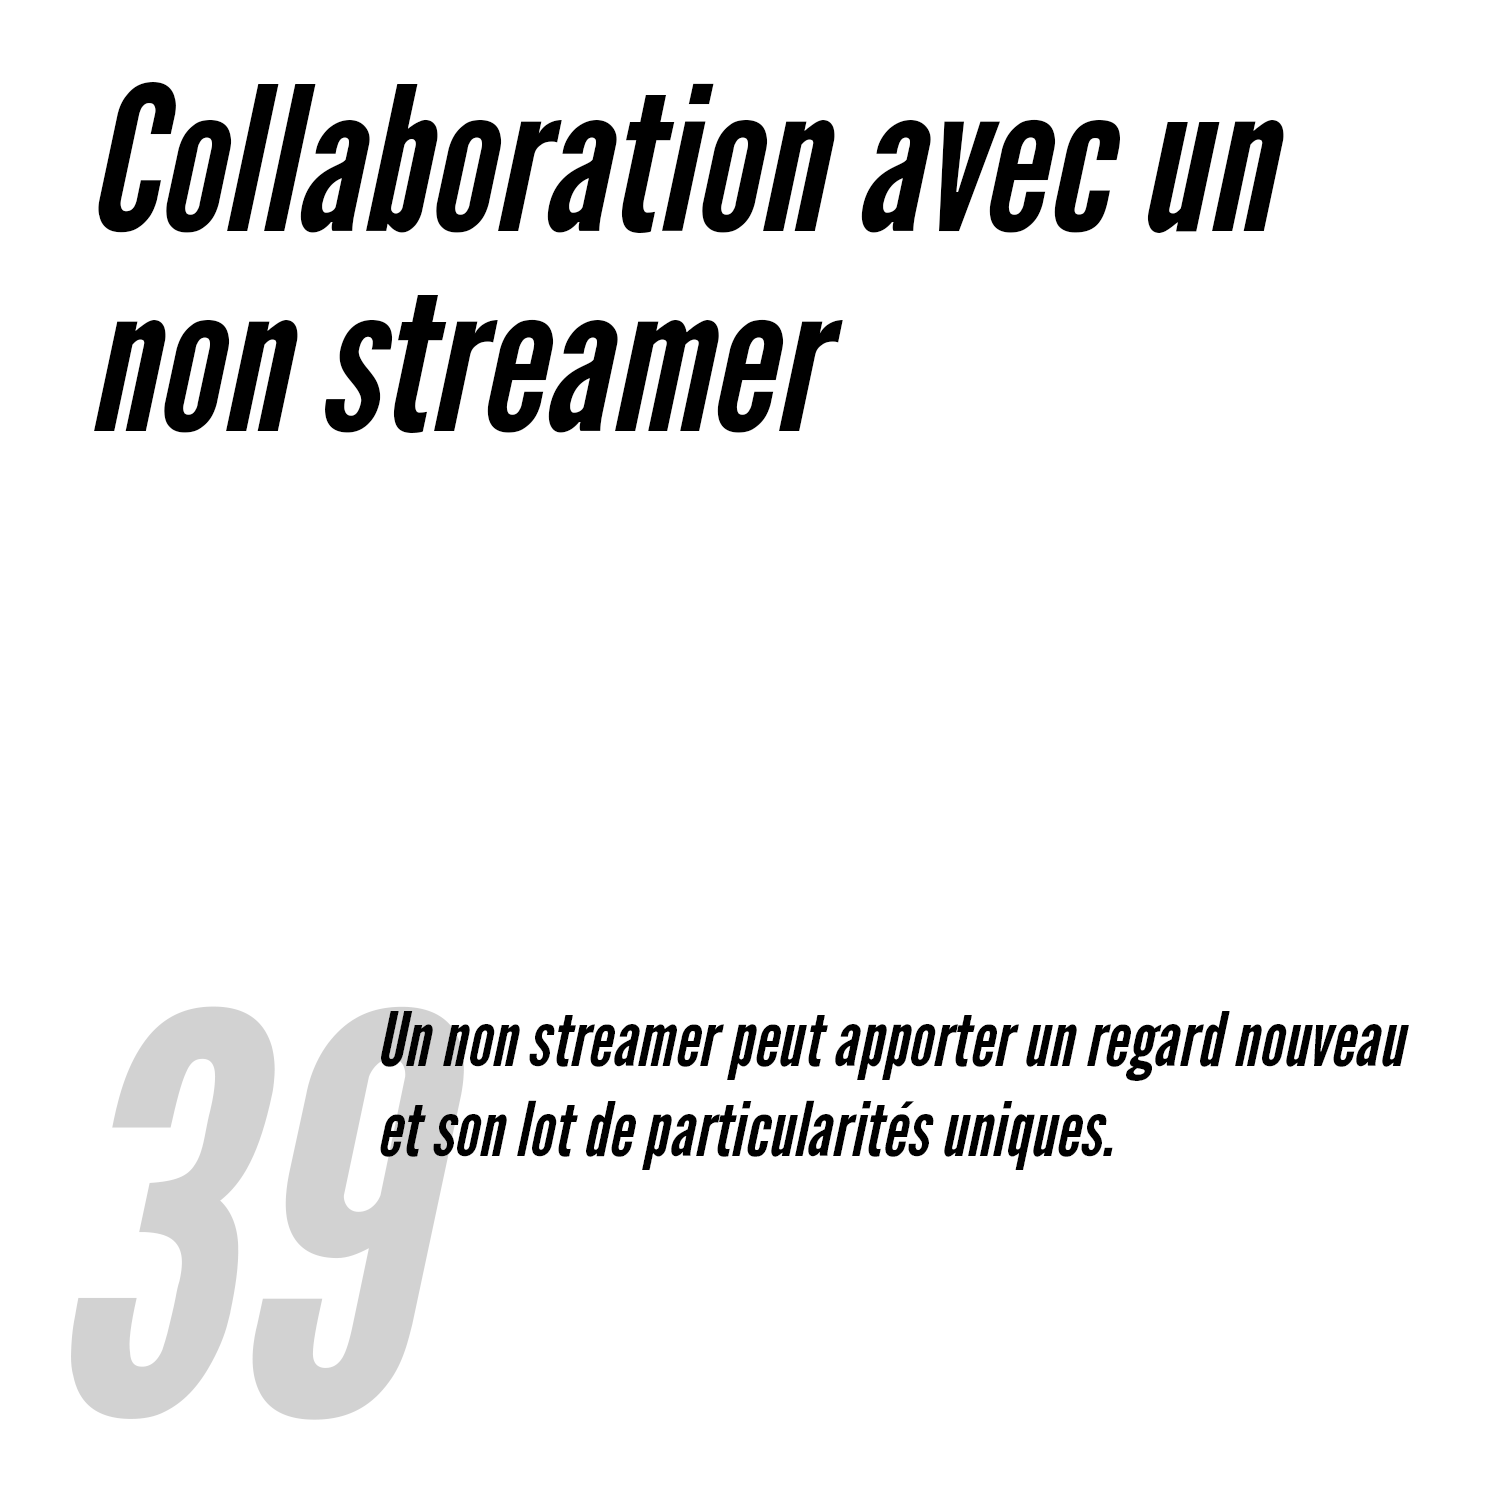 Collaboration avec un
non streamer
Un non streamer peut apporter un regard nouveau
et son lot de particularités uniques.
39